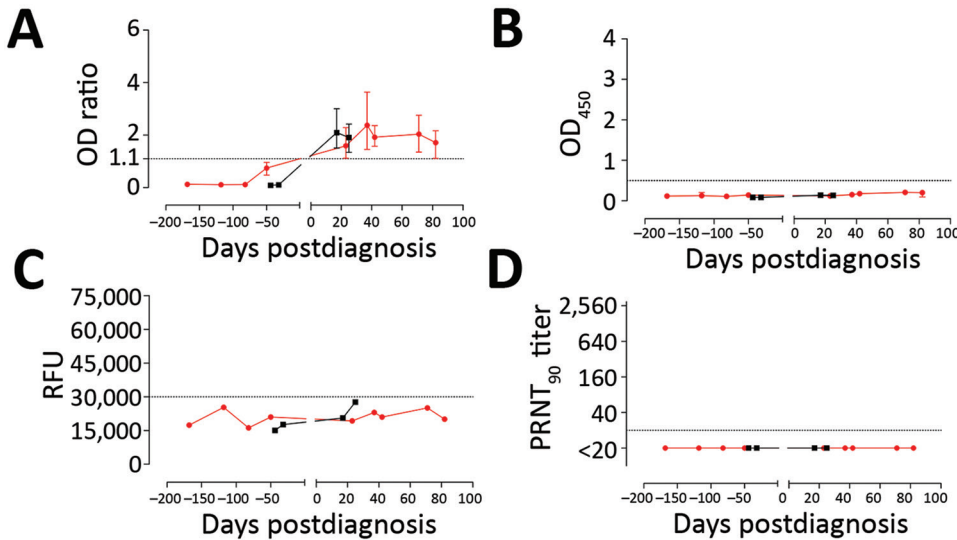 A
OD ratio
6
4
2
1.1
0
−200 −150 −100 −50 0 20 40 60 80 100
Days postdiagnosis
B
OD450
4
3
2
1
0
−200 −150 −100 −50 0 20 40 60 80 100
Days postdiagnosis
C
RFU
75,000
60,000
45,000
30,000
15,000
0
−200 −150 −100 −50 0 20 40 60 80 100
Days postdiagnosis
D
PRNT90 titer
2,560
640
160
40
<20
−200 −150 −100 −50 0 20 40 60 80 100
Days postdiagnosis